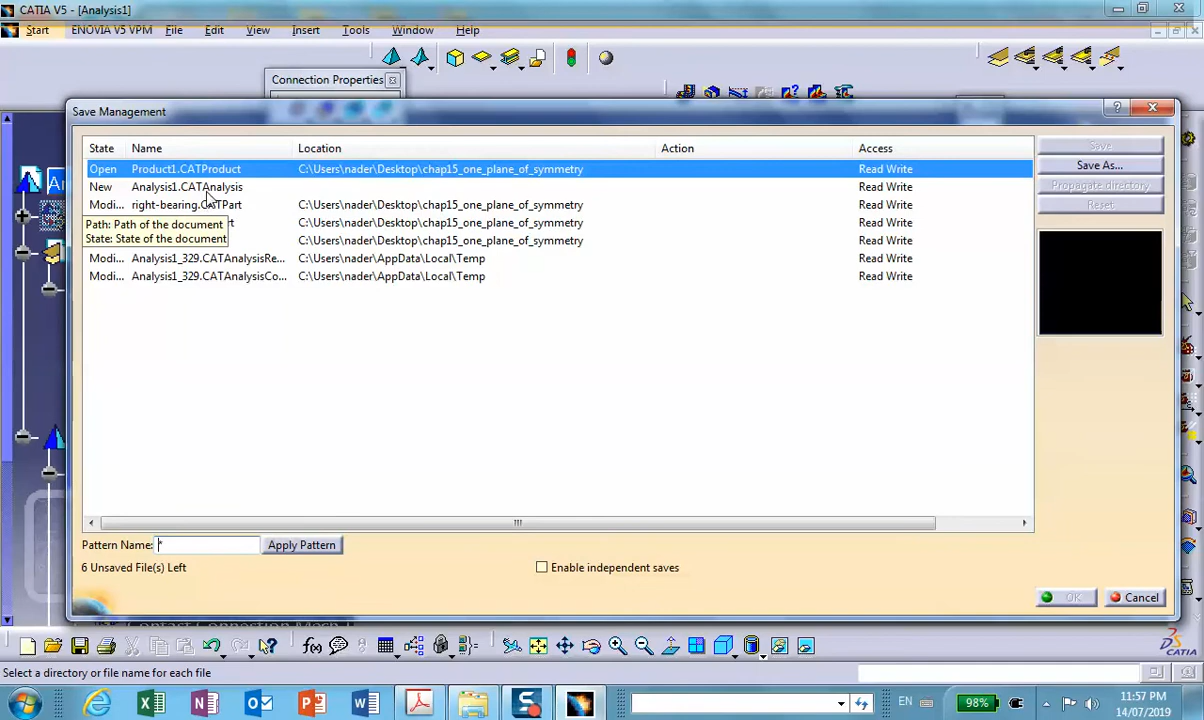 CATIA V5 - [Analysis1]
Start ENOVIA V5 VPM File Edit View Insert Tools Window Help
Connection Properties
Save Management
State Name Location Action Access
Open Product1.CATProduct C:\Users\nader\Desktop\chap15_one_plane_of_symmetry Read Write
New Analysis1.CATAnalysis Read Write
Modi... right-bearing.CATPart C:\Users\nader\Desktop\chap15_one_plane_of_symmetry Read Write
C:\Users\nader\Desktop\chap15_one_plane_of_symmetry Read Write
C:\Users\nader\Desktop\chap15_one_plane_of_symmetry Read Write
Path: Path of the document
State: State of the document
Modi... Analysis1_329.CATAnalysisRe... C:\Users\nader\AppData\Local\Temp Read Write
Modi... Analysis1_329.CATAnalysisCo... C:\Users\nader\AppData\Local\Temp Read Write
Save
Save As...
Propagate directory
Reset
Pattern Name: * Apply Pattern
6 Unsaved File(s) Left
Enable independent saves
OK Cancel
Contact Connection Mesh.1
Select a directory or file name for each file
CATIA
EN 98% 11:57 PM
14/07/2019